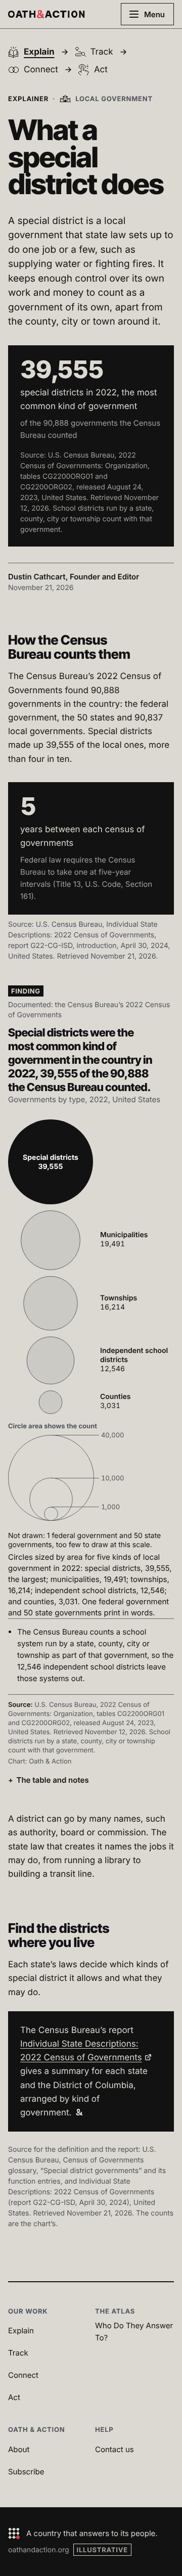 OATH&ACTION
Menu
Explain → Track →
Connect → Act
EXPLAINER · LOCAL GOVERNMENT
What a
special
district does
A special district is a local
government that state law sets up to
do one job or a few, such as
supplying water or fighting fires. It
keeps enough control over its own
work and money to count as a
government of its own, apart from
the county, city or town around it.
39,555
special districts in 2022, the most
common kind of government
of the 90,888 governments the Census
Bureau counted
Source: U.S. Census Bureau, 2022
Census of Governments: Organization,
tables CG2200ORG01 and
CG2200ORG02, released August 24,
2023, United States. Retrieved November
12, 2026. School districts run by a state,
county, city or township count with that
government.
Dustin Cathcart, Founder and Editor
November 21, 2026
How the Census
Bureau counts them
The Census Bureau's 2022 Census of
Governments found 90,888
governments in the country: the federal
government, the 50 states and 90,837
local governments. Special districts
made up 39,555 of the local ones, more
than four in ten.
5
years between each census of
governments
Federal law requires the Census
Bureau to take one at five-year
intervals (Title 13, U.S. Code, Section
161).
Source: U.S. Census Bureau, Individual State
Descriptions: 2022 Census of Governments,
report G22-CG-ISD, introduction, April 30, 2024,
United States. Retrieved November 21, 2026.
FINDING
Documented: the Census Bureau's 2022 Census
of Governments
Special districts were the
most common kind of
government in the country in
2022, 39,555 of the 90,888
the Census Bureau counted.
Governments by type, 2022, United States
Special districts
39,555
Municipalities
19,491
Townships
16,214
Independent school
districts
12,546
Counties
3,031
Circle area shows the count
40,000
10,000
1,000
Not drawn: 1 federal government and 50 state
governments, too few to draw at this scale.
Circles sized by area for five kinds of local
government in 2022: special districts, 39,555,
the largest; municipalities, 19,491; townships,
16,214; independent school districts, 12,546;
and counties, 3,031. One federal government
and 50 state governments print in words.
• The Census Bureau counts a school
system run by a state, county, city or
township as part of that government, so the
12,546 independent school districts leave
those systems out.
Source: U.S. Census Bureau, 2022 Census of
Governments: Organization, tables CG2200ORG01
and CG2200ORG02, released August 24, 2023,
United States. Retrieved November 12, 2026. School
districts run by a state, county, city or township
count with that government.
Chart: Oath & Action
+ The table and notes
A district can go by many names, such
as authority, board or commission. The
state law that creates it names the jobs it
may do, from running a library to
building a transit line.
Find the districts
where you live
Each state's laws decide which kinds of
special district it allows and what they
may do.
The Census Bureau's report
Individual State Descriptions:
2022 Census of Governments
gives a summary for each state
and the District of Columbia,
arranged by kind of
government. &
Source for the definition and the report: U.S.
Census Bureau, Census of Governments
glossary, "Special district governments" and its
function entries, and Individual State
Descriptions: 2022 Census of Governments
(report G22-CG-ISD, April 30, 2024), United
States. Retrieved November 21, 2026. The counts
are the chart's.
OUR WORK
Explain
Track
Connect
Act
THE ATLAS
Who Do They Answer
To?
OATH & ACTION
About
Subscribe
HELP
Contact us
A country that answers to its people.
oathandaction.org ILLUSTRATIVE